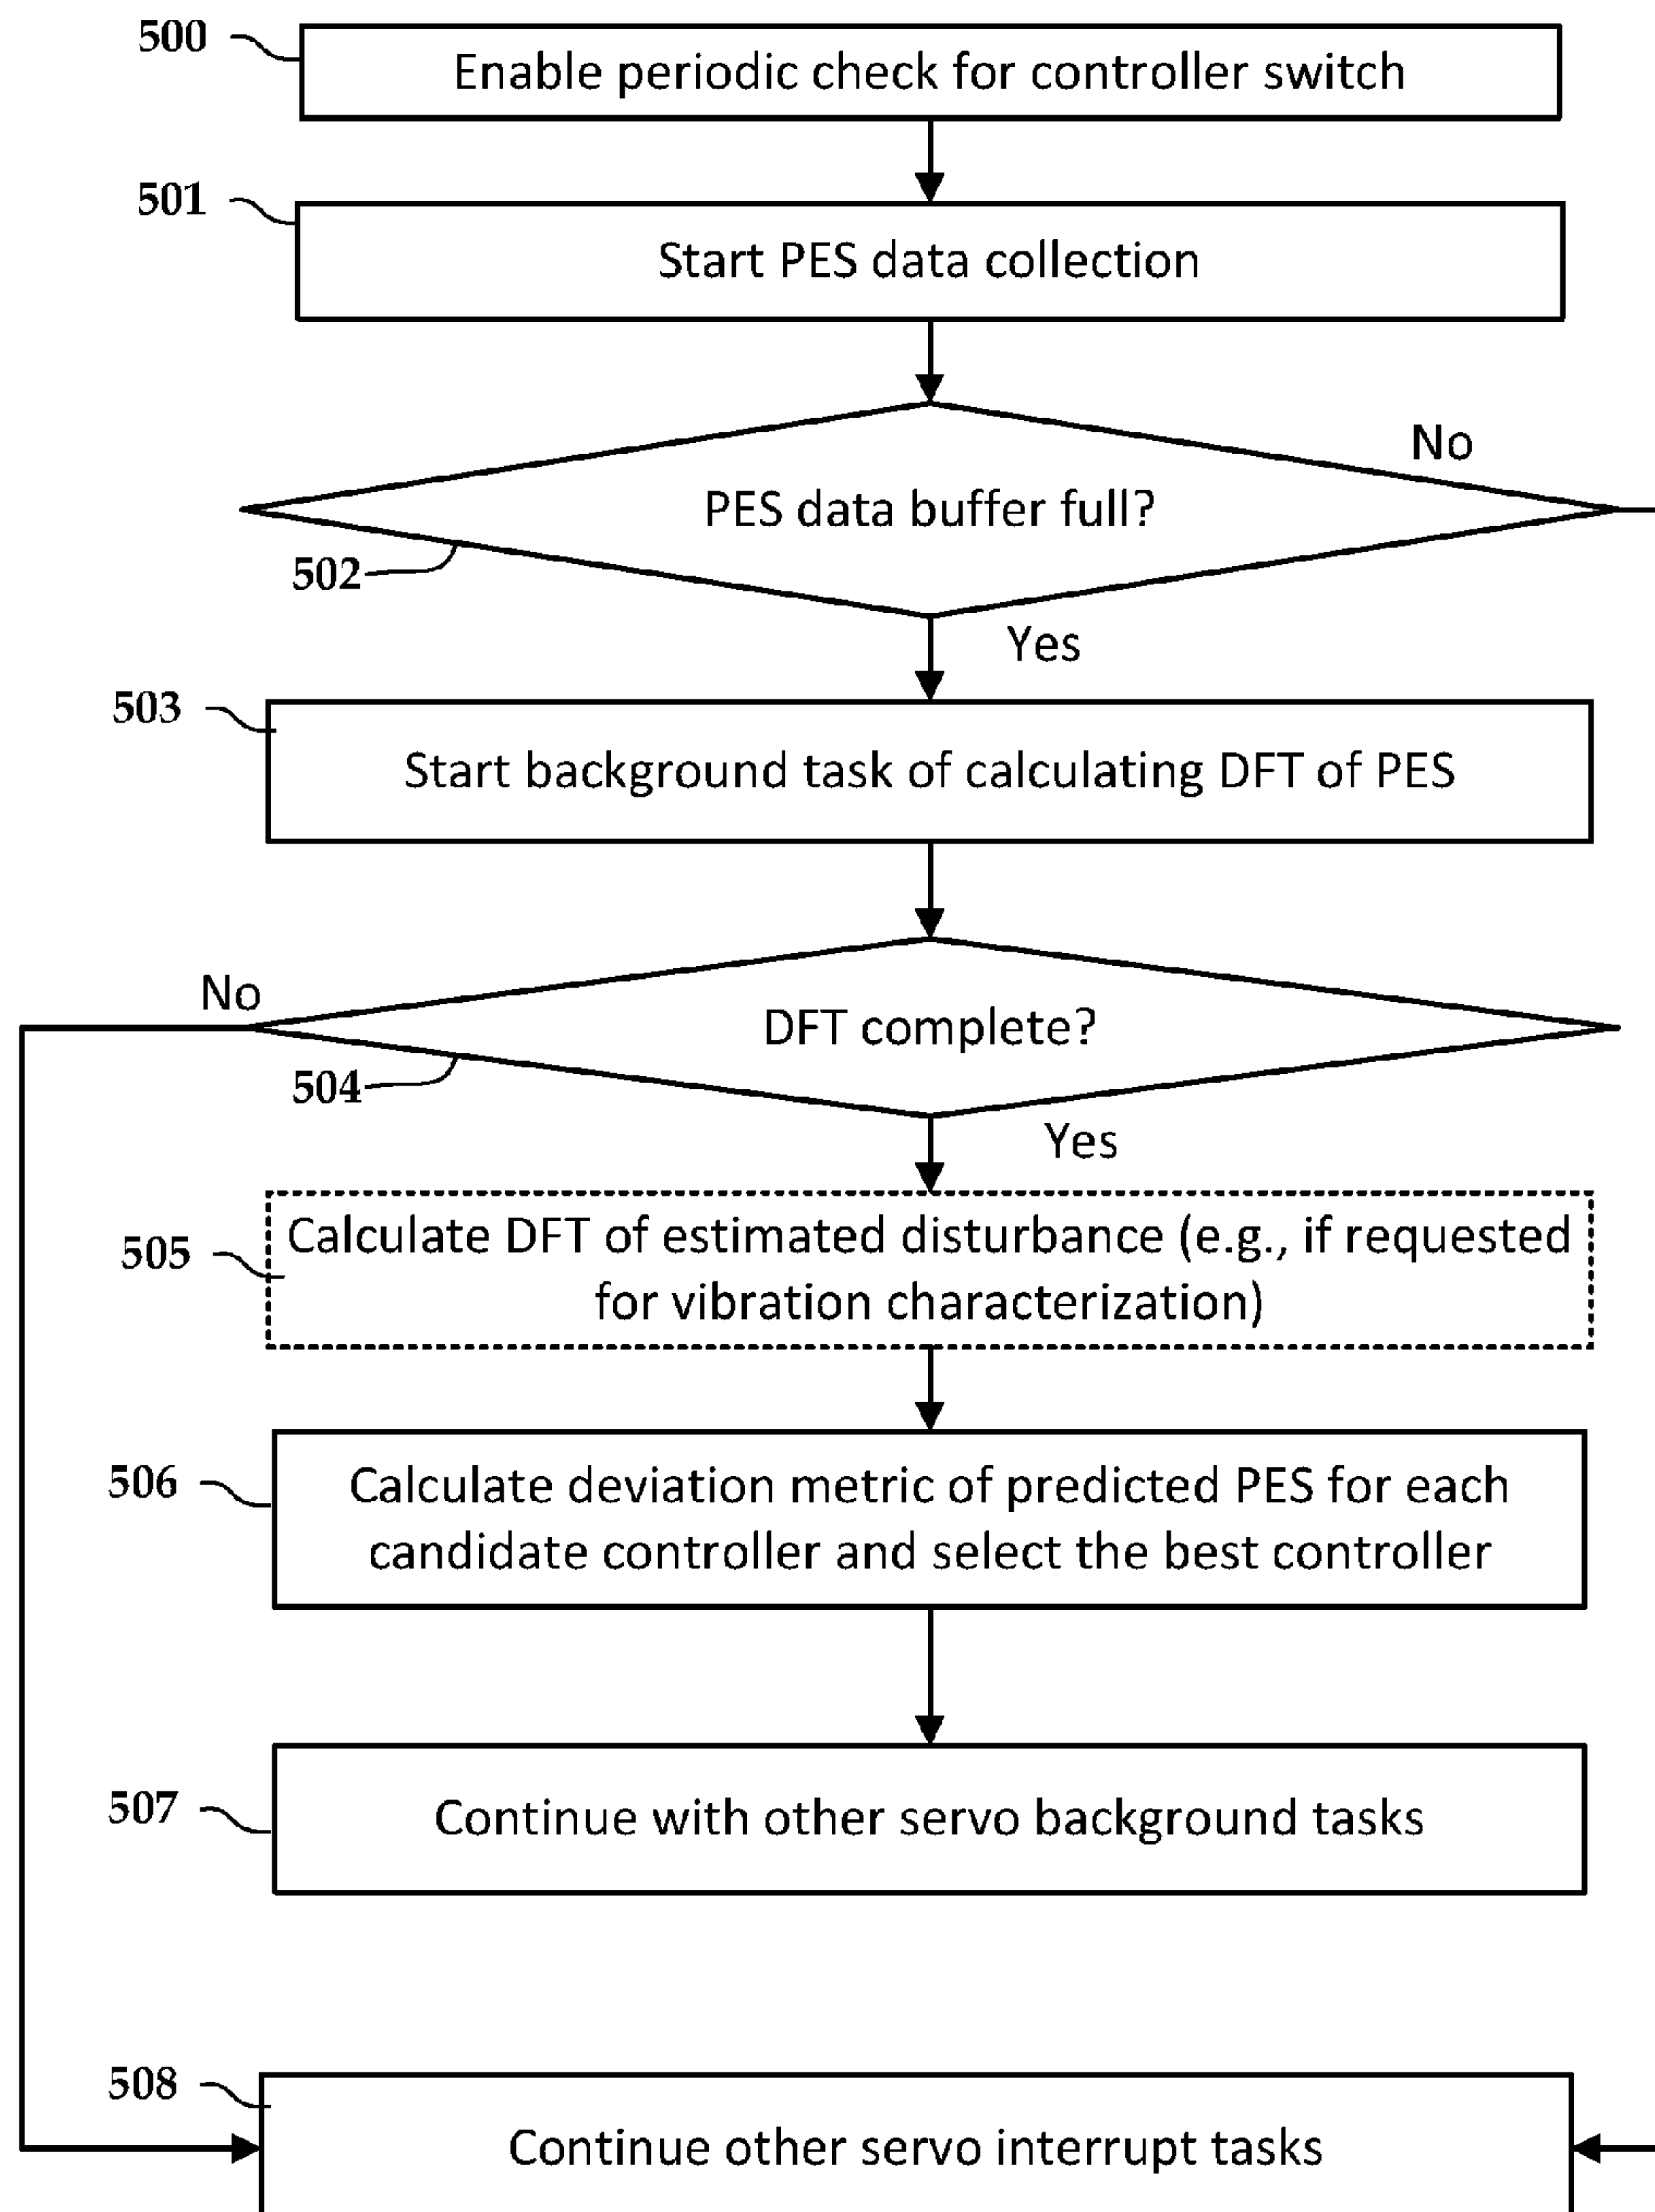 500
Enable periodic check for controller switch
501
Start PES data collection
No
PES data buffer full?
502
Yes
503
Start background task of calculating DFT of PES
No
DFT complete?
504
Yes
505
Calculate DFT of estimated disturbance (e.g., if requested
for vibration characterization)
506
Calculate deviation metric of predicted PES for each
candidate controller and select the best controller
507
Continue with other servo background tasks
508
Continue other servo interrupt tasks